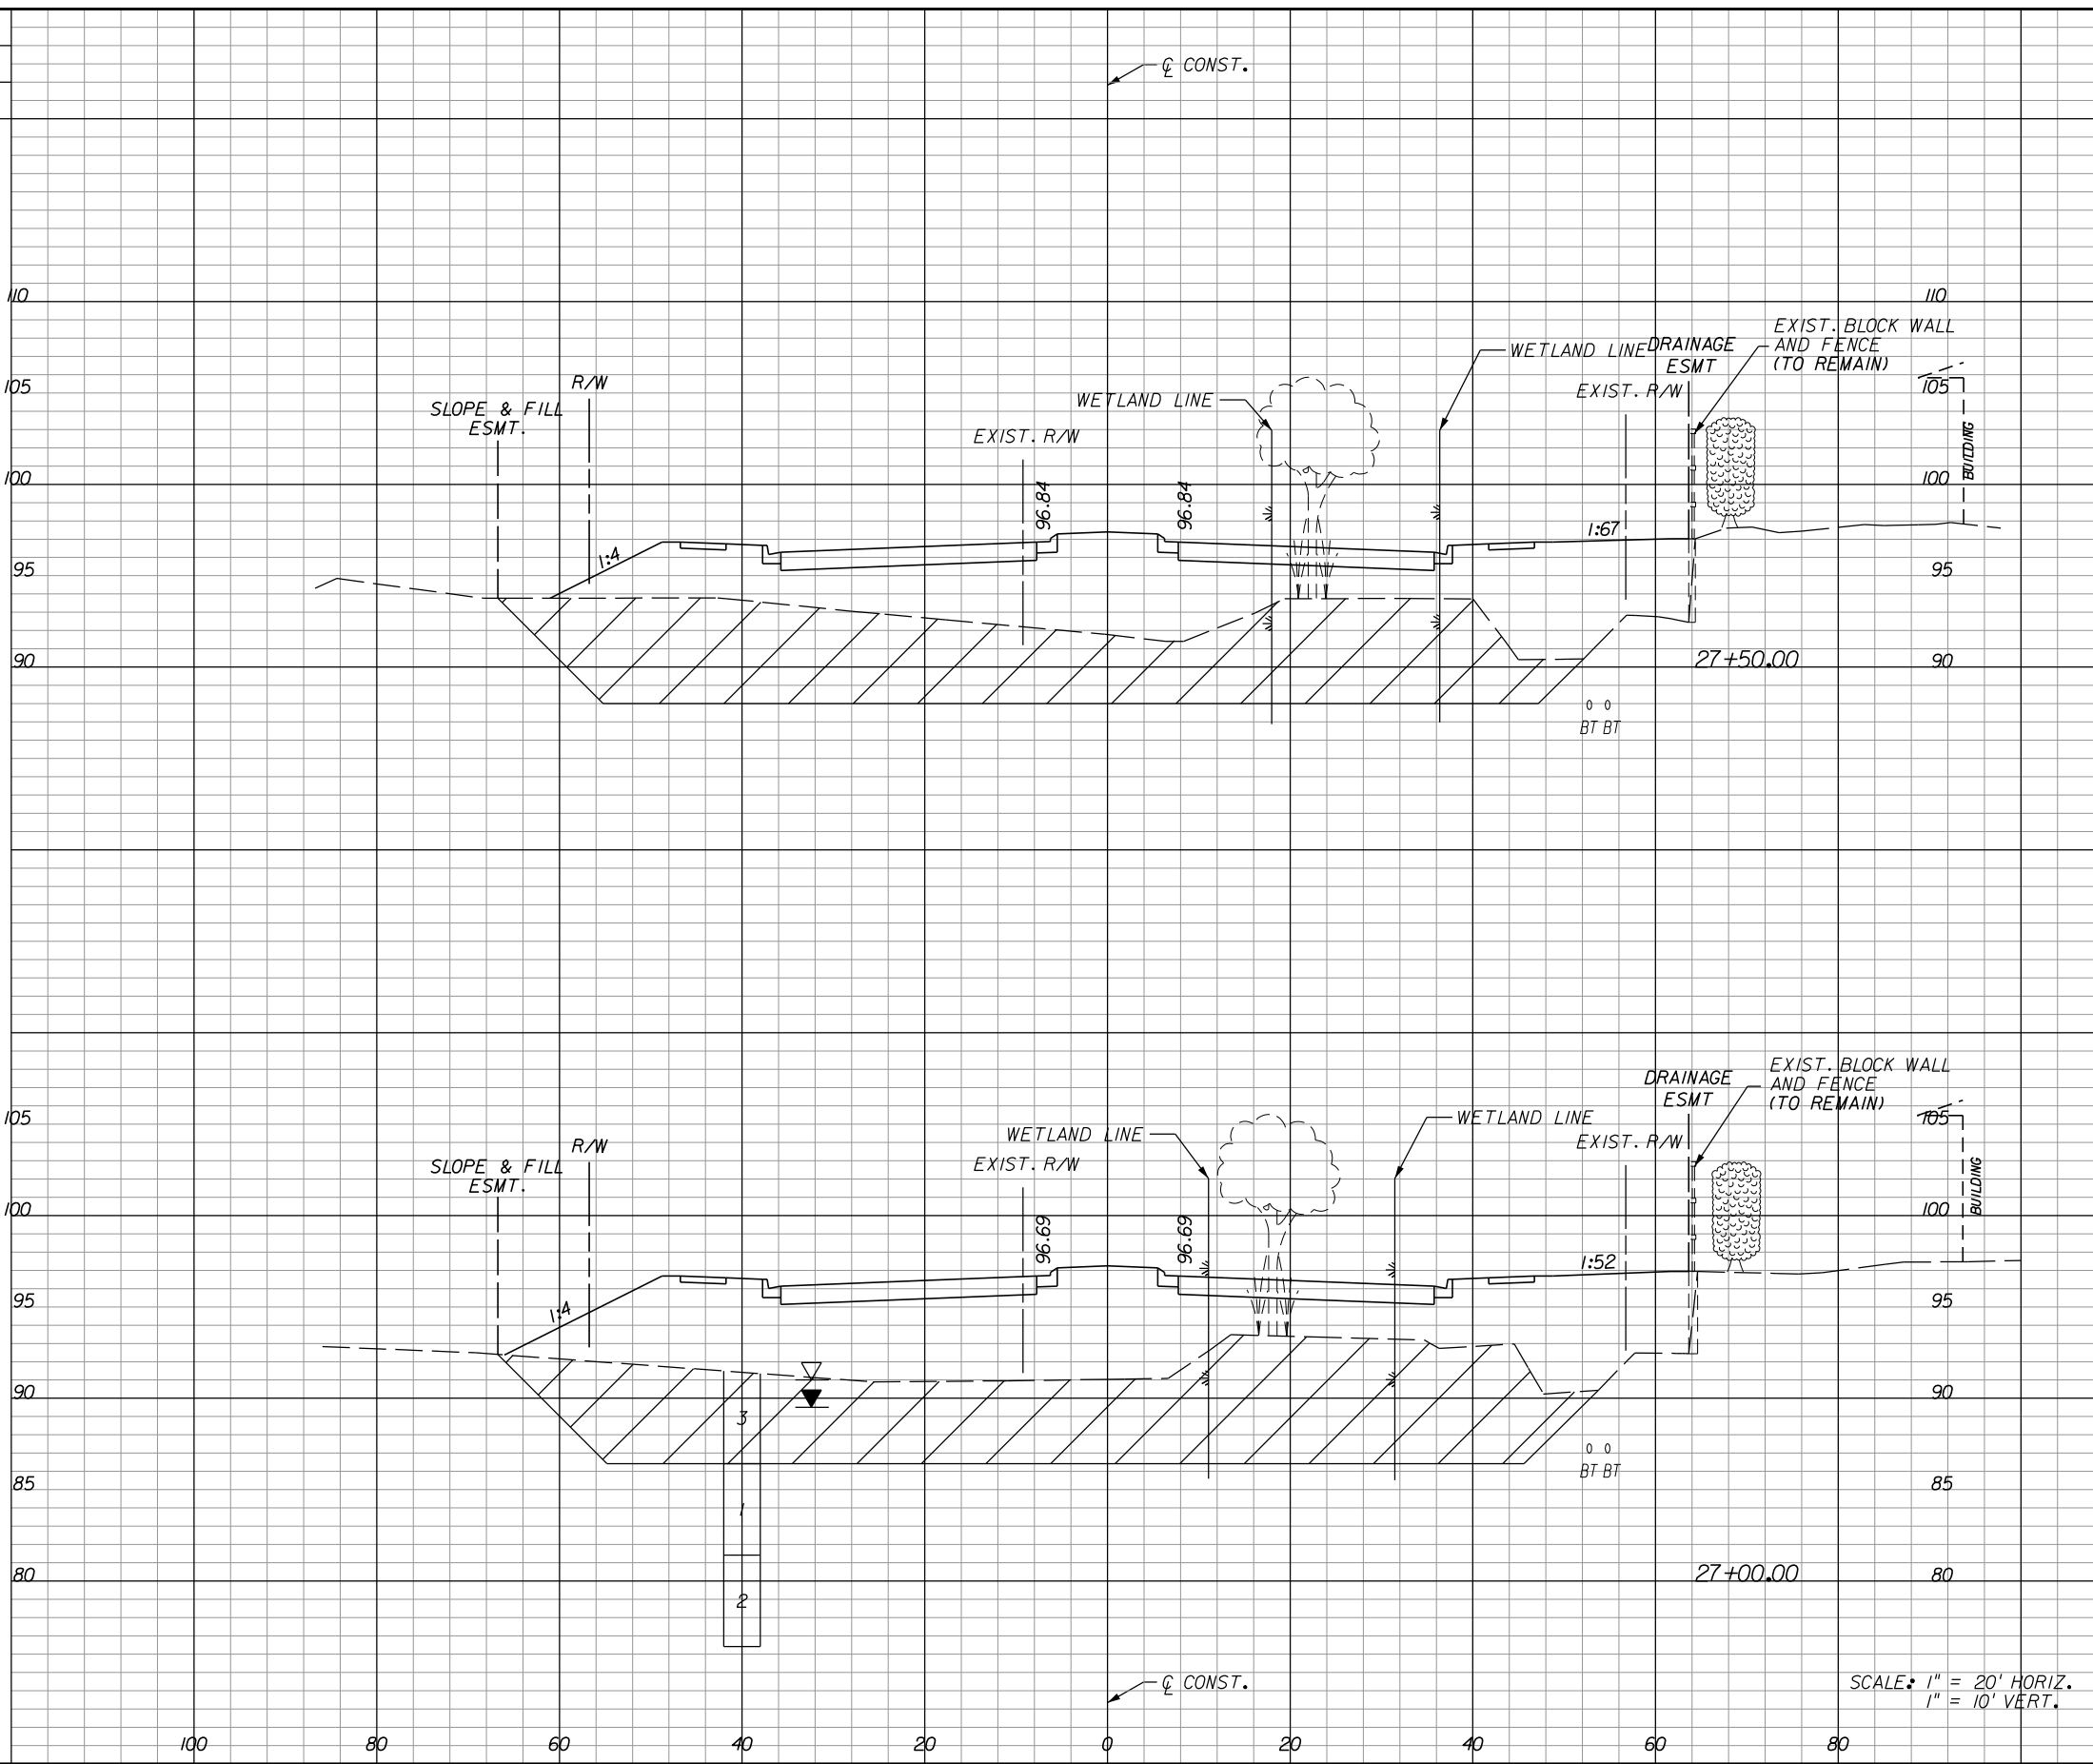 ℄ CONST.
110
110
EXIST. BLOCK WALL
AND FENCE
(TO REMAIN)
WETLAND LINE
DRAINAGE
ESMT
105
R/W
EXIST. R/W
105
WETLAND LINE
SLOPE & FILL
ESMT.
EXIST. R/W
BUILDING
100
96.84
96.84
100
1:4
1:67
95
95
90
27+50.00
90
0 0
BT BT
EXIST. BLOCK WALL
AND FENCE
(TO REMAIN)
DRAINAGE
ESMT
105
WETLAND LINE
105
WETLAND LINE
R/W
EXIST. R/W
SLOPE & FILL
ESMT.
EXIST. R/W
BUILDING
100
96.69
96.69
100
1:52
95
1:4
95
90
90
3
0 0
BT BT
85
85
1
80
27+00.00
80
2
℄ CONST.
SCALE: 1" = 20' HORIZ.
1" = 10' VERT.
100 80 60 40 20 0 20 40 60 80